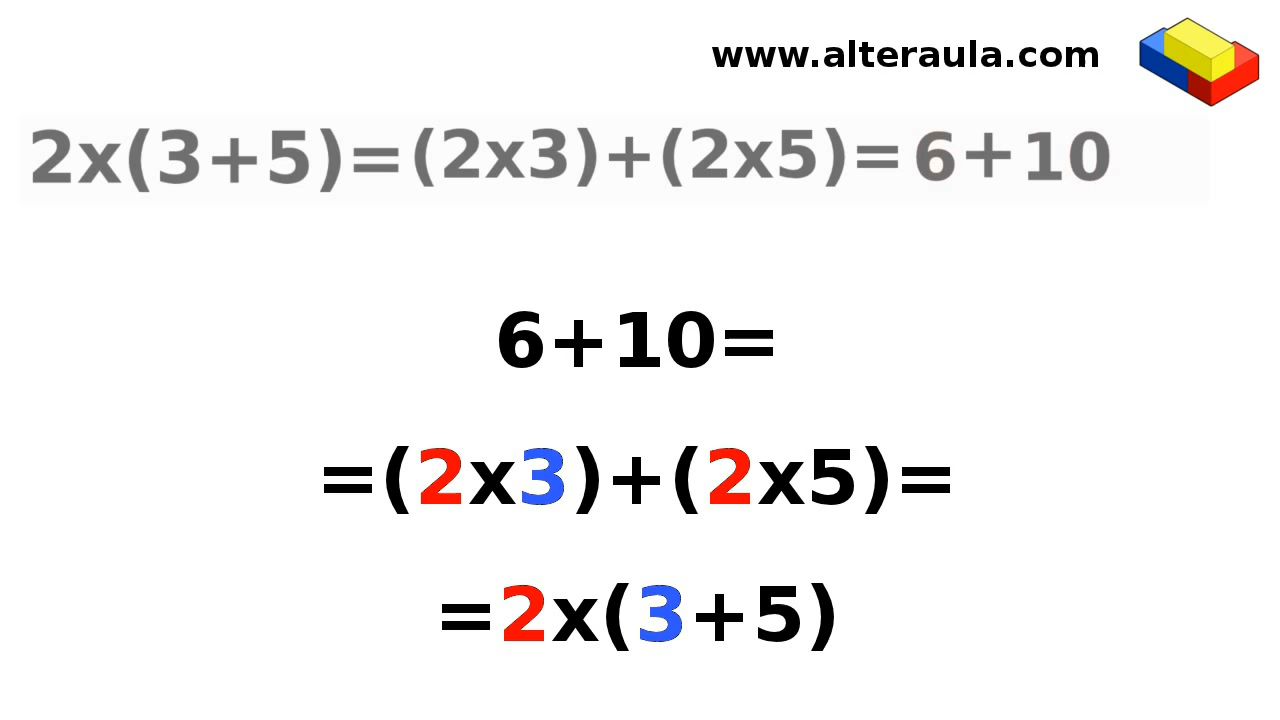 www.alteraula.com
2x(3+5)=(2x3)+(2x5)=6+10
6+10=
=(2x3)+(2x5)=
=2x(3+5)